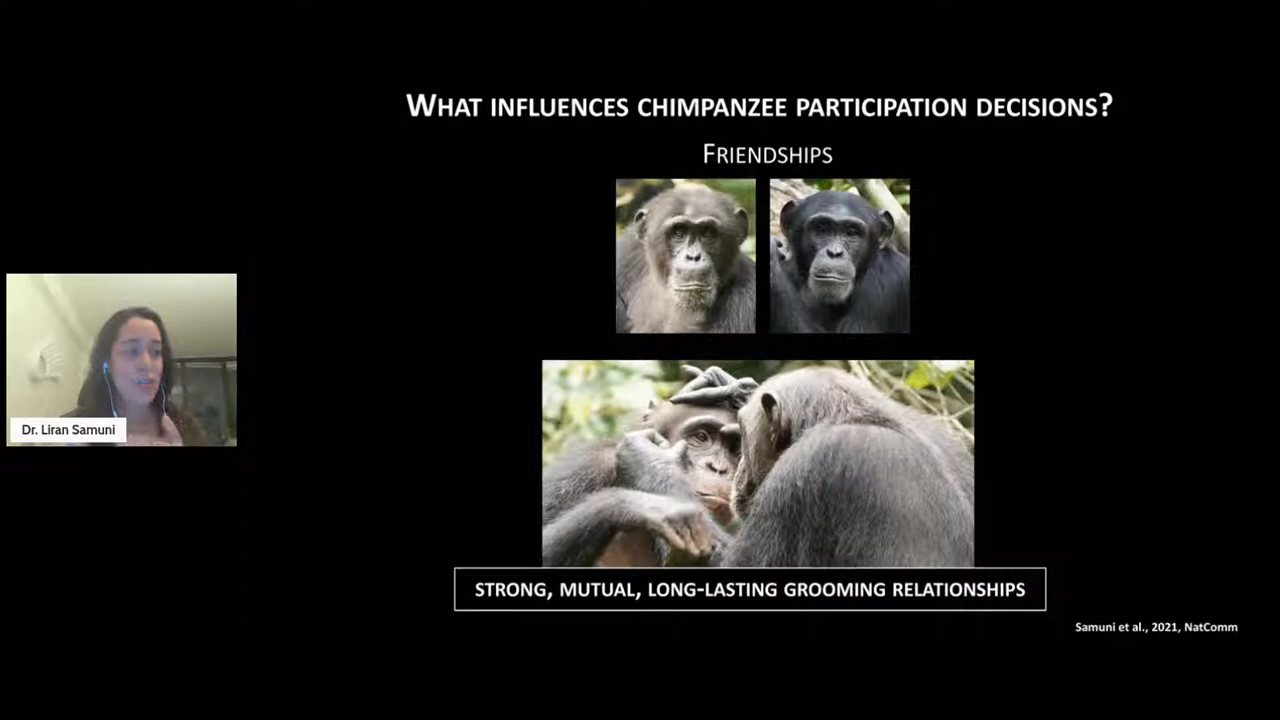 WHAT INFLUENCES CHIMPANZEE PARTICIPATION DECISIONS?
FRIENDSHIPS
Dr. Liran Samuni
STRONG, MUTUAL, LONG-LASTING GROOMING RELATIONSHIPS
Samuni et al., 2021, NatComm